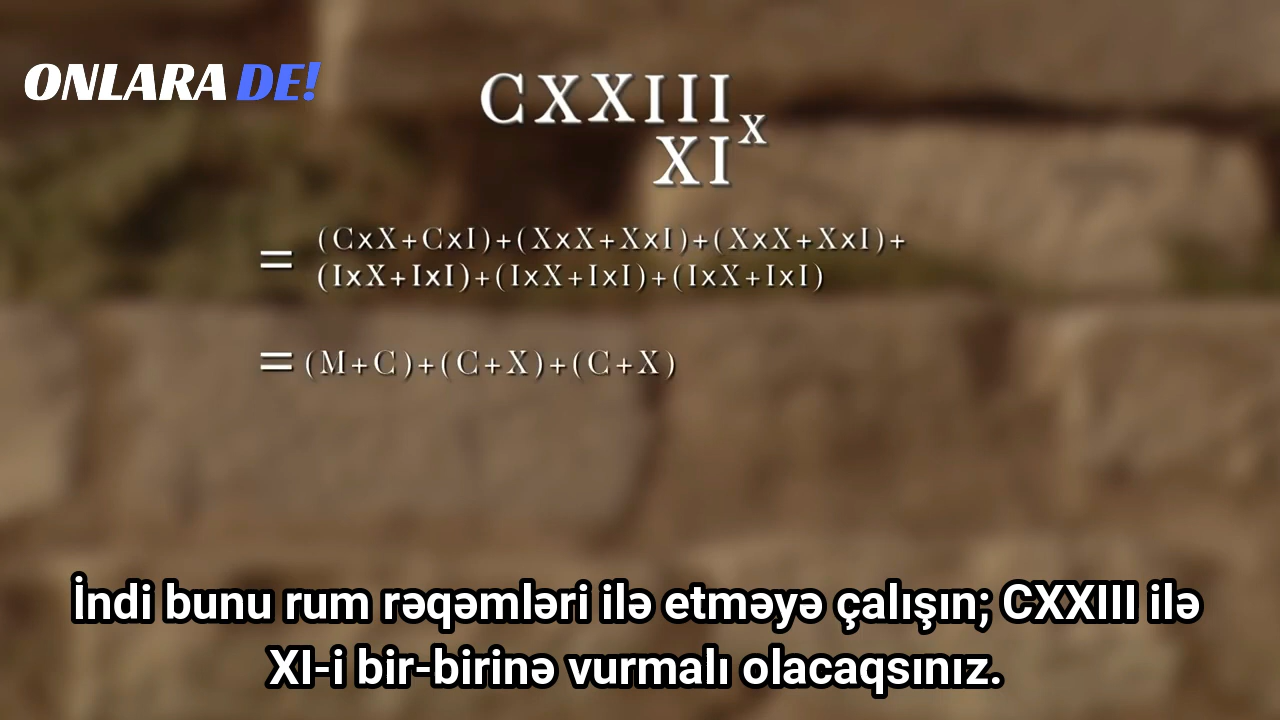 ONLARA DE!
CXXIII
x
XI
= (CxX+CxI)+(XxX+XxI)+(XxX+XxI)+
(IxX+IxI)+(IxX+IxI)+(IxX+IxI)
= (M+C)+(C+X)+(C+X)
İndi bunu rum rəqəmləri ilə etməyə çalışın; CXXIII ilə
XI-i bir-birinə vurmalı olacaqsınız.